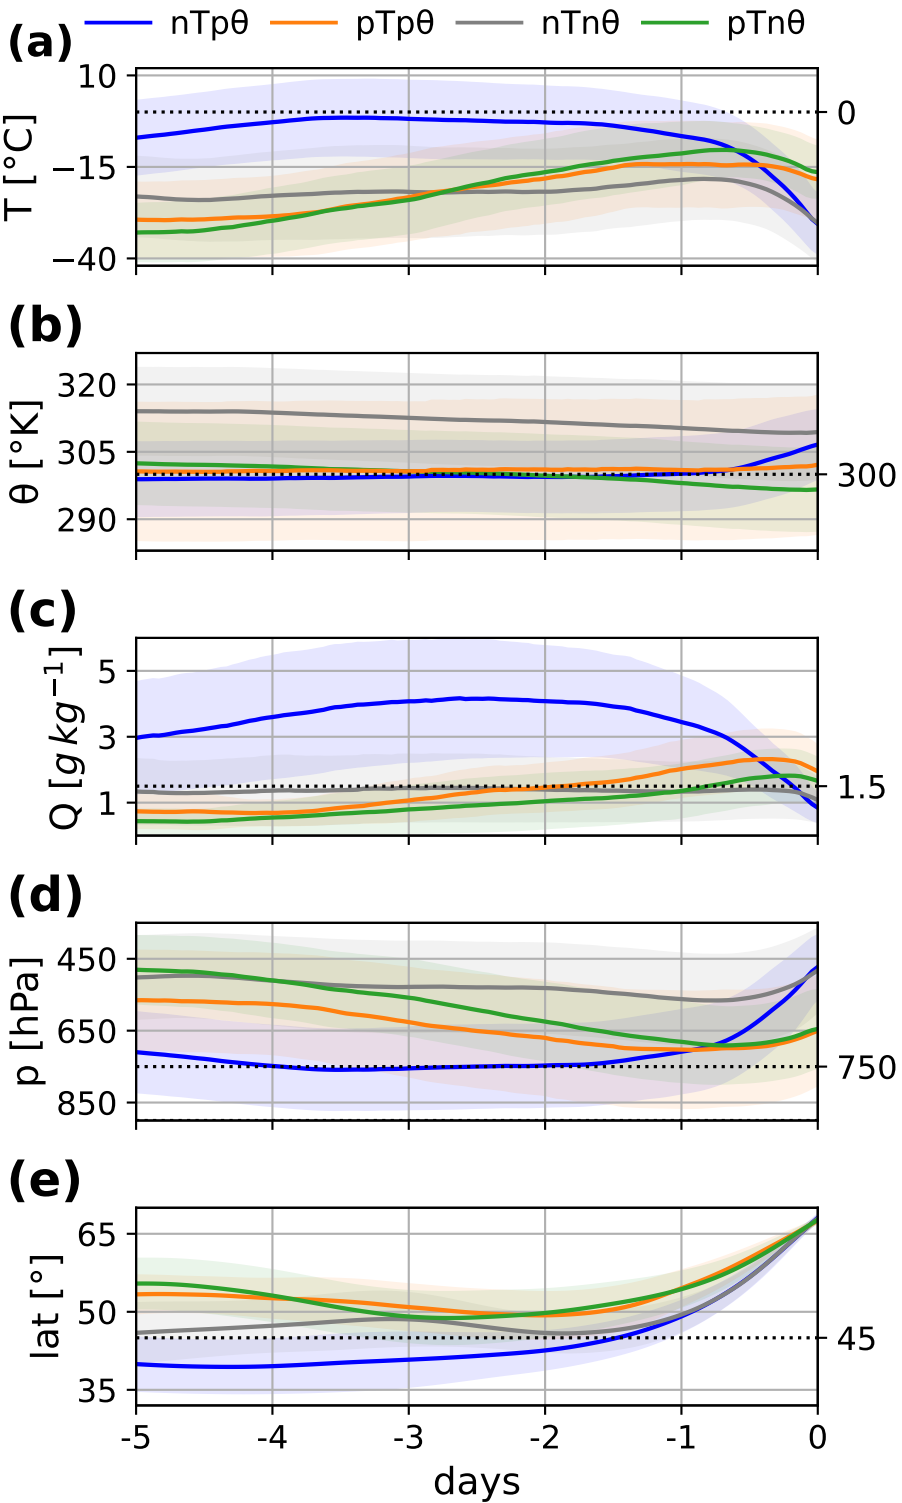 (a) nTpθ pTpθ nTnθ pTnθ
T [°C]
10
−15
−40
0
(b)
θ [°K]
320
305
290
300
(c)
Q [g kg⁻¹]
5
3
1
1.5
(d)
p [hPa]
450
650
850
750
(e)
lat [°]
65
50
35
45
-5 -4 -3 -2 -1 0
days